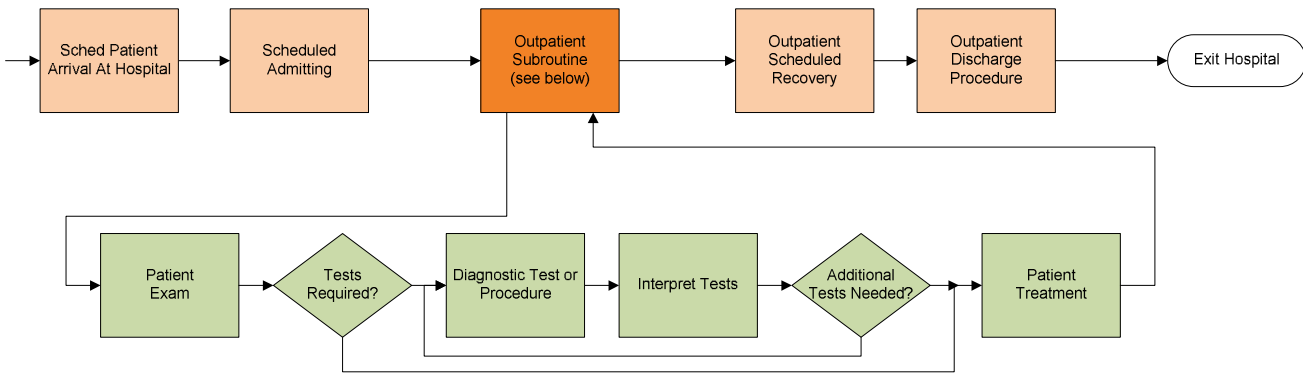 Sched Patient
Arrival At Hospital
Scheduled
Admitting
Outpatient
Subroutine
(see below)
Outpatient
Scheduled
Recovery
Outpatient
Discharge
Procedure
Exit Hospital
Patient
Exam
Tests
Required?
Diagnostic Test or
Procedure
Interpret Tests
Additional
Tests Needed?
Patient
Treatment